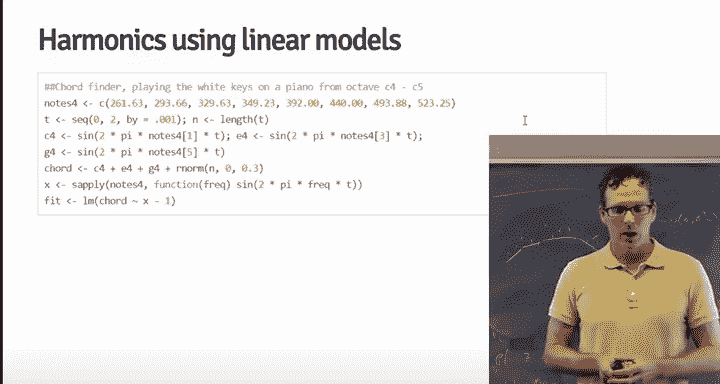 Harmonics using linear models
##Chord finder, playing the white keys on a piano from octave c4 - c5
notes4 <- c(261.63, 293.66, 329.63, 349.23, 392.00, 440.00, 493.88, 523.25)
t <- seq(0, 2, by = .001); n <- length(t)
c4 <- sin(2 * pi * notes4[1] * t); e4 <- sin(2 * pi * notes4[3] * t);
g4 <- sin(2 * pi * notes4[5] * t)
chord <- c4 + e4 + g4 + rnorm(n, 0, 0.3)
x <- sapply(notes4, function(freq) sin(2 * pi * freq * t))
fit <- lm(chord ~ x - 1)